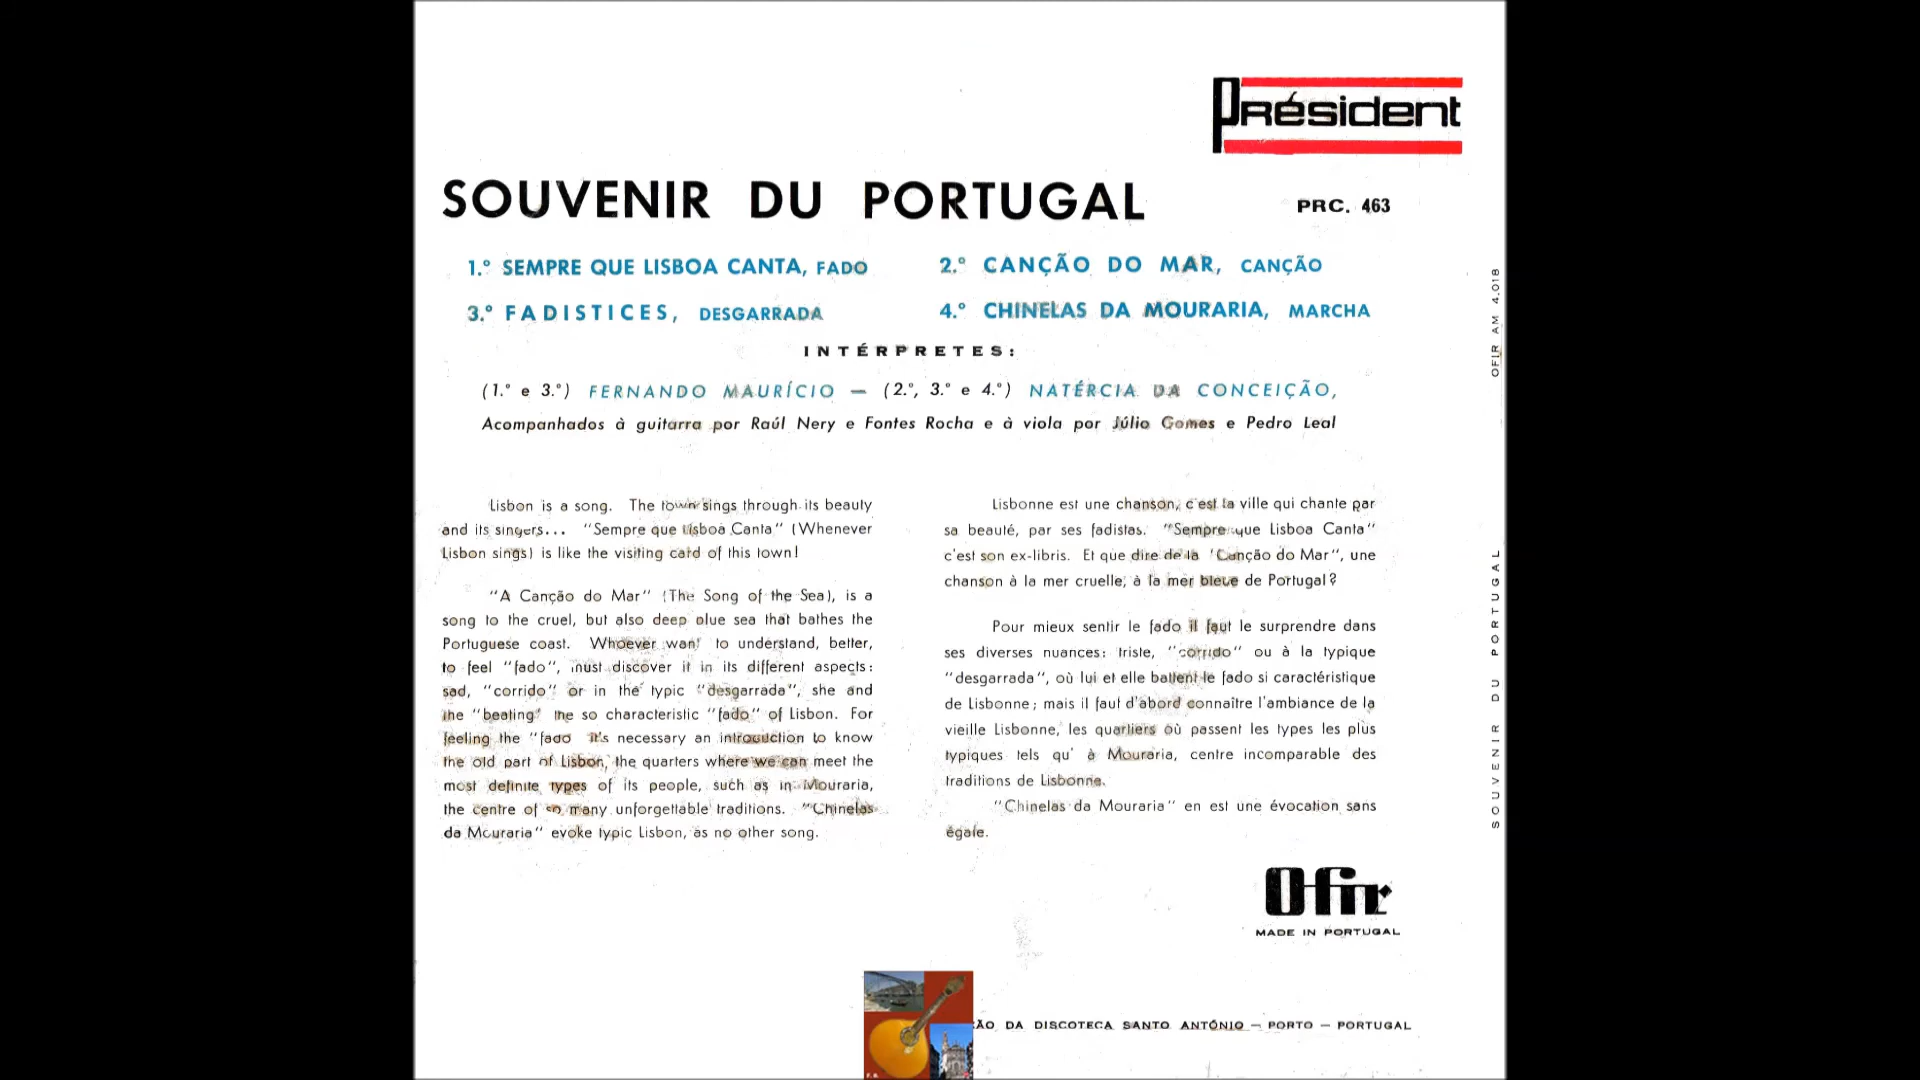 Président
SOUVENIR DU PORTUGAL
PRC. 463
1.º SEMPRE QUE LISBOA CANTA, FADO
2.º CANÇÃO DO MAR, CANÇÃO
3.º FADISTICES, DESGARRADA
4.º CHINELAS DA MOURARIA, MARCHA
INTÉRPRETES:
(1.º e 3.º) FERNANDO MAURÍCIO — (2.º, 3.º e 4.º) NATÉRCIA DA CONCEIÇÃO,
Acompanhados à guitarra por Raúl Nery e Fontes Rocha e à viola por Júlio Gomes e Pedro Leal
Lisbon is a song. The town sings through its beauty
and its singers... "Sempre que Lisboa Canta" (Whenever
Lisbon sings) is like the visiting card of this town!
"A Canção do Mar" (The Song of the Sea), is a
song to the cruel, but also deep blue sea that bathes the
Portuguese coast. Whoever want to understand, better,
to feel "fado", must discover it in its different aspects:
sad, "corrido" or in the typic "desgarrada", she and
the "beating" the so characteristic "fado" of Lisbon. For
feeling the "fado it's necessary an introduction to know
the old part of Lisbon, the quarters where we can meet the
most definite types of its people, such as in Mouraria,
the centre of so many unforgettable traditions. "Chinelas
da Mouraria" evoke typic Lisbon, as no other song.
Lisbonne est une chanson, c'est la ville qui chante par
sa beauté, par ses fadistas. "Sempre que Lisboa Canta"
c'est son ex-libris. Et que dire de la "Canção do Mar", une
chanson à la mer cruelle, à la mer bleue de Portugal?
Pour mieux sentir le fado il faut le surprendre dans
ses diverses nuances: triste, "corrido" ou à la typique
"desgarrada", où lui et elle battent le fado si caractéristique
de Lisbonne; mais il faut d'abord connaître l'ambiance de la
vieille Lisbonne, les quartiers où passent les types les plus
typiques tels qu' à Mouraria, centre incomparable des
traditions de Lisbonne.
"Chinelas da Mouraria" en est une évocation sans
égale.
Ofir
MADE IN PORTUGAL
ÃO DA DISCOTECA SANTO ANTÓNIO — PORTO — PORTUGAL
OFIR AM 4.018
SOUVENIR DU PORTUGAL